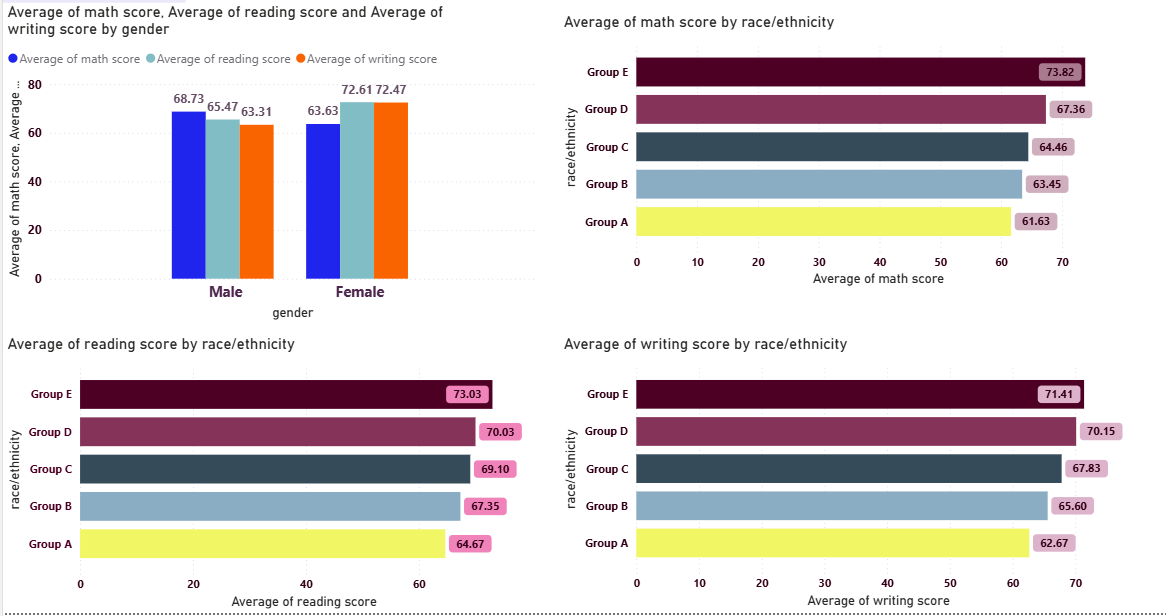 Average of math score, Average of reading score and Average of
writing score by gender
Average of math score Average of reading score Average of writing score
Average of math score, Average ...
80
60
40
20
0
68.73 65.47 63.31
63.63 72.61 72.47
Male Female
gender
Average of math score by race/ethnicity
race/ethnicity
Group E 73.82
Group D 67.36
Group C 64.46
Group B 63.45
Group A 61.63
0 10 20 30 40 50 60 70
Average of math score
Average of reading score by race/ethnicity
race/ethnicity
Group E 73.03
Group D 70.03
Group C 69.10
Group B 67.35
Group A 64.67
0 20 40 60
Average of reading score
Average of writing score by race/ethnicity
race/ethnicity
Group E 71.41
Group D 70.15
Group C 67.83
Group B 65.60
Group A 62.67
0 10 20 30 40 50 60 70
Average of writing score